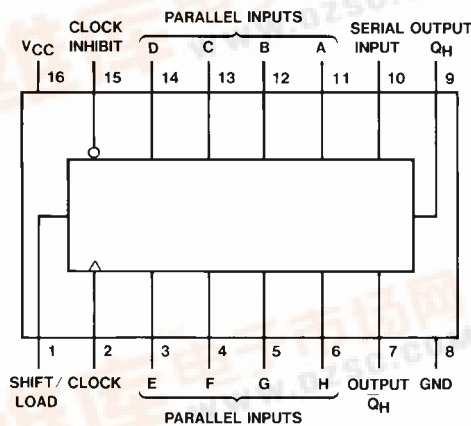 PARALLEL INPUTS
VCC CLOCK INHIBIT D C B A SERIAL INPUT OUTPUT QH
16 15 14 13 12 11 10 9
1 2 3 4 5 6 7 8
SHIFT/LOAD CLOCK E F G H OUTPUT Q̅H GND
PARALLEL INPUTS